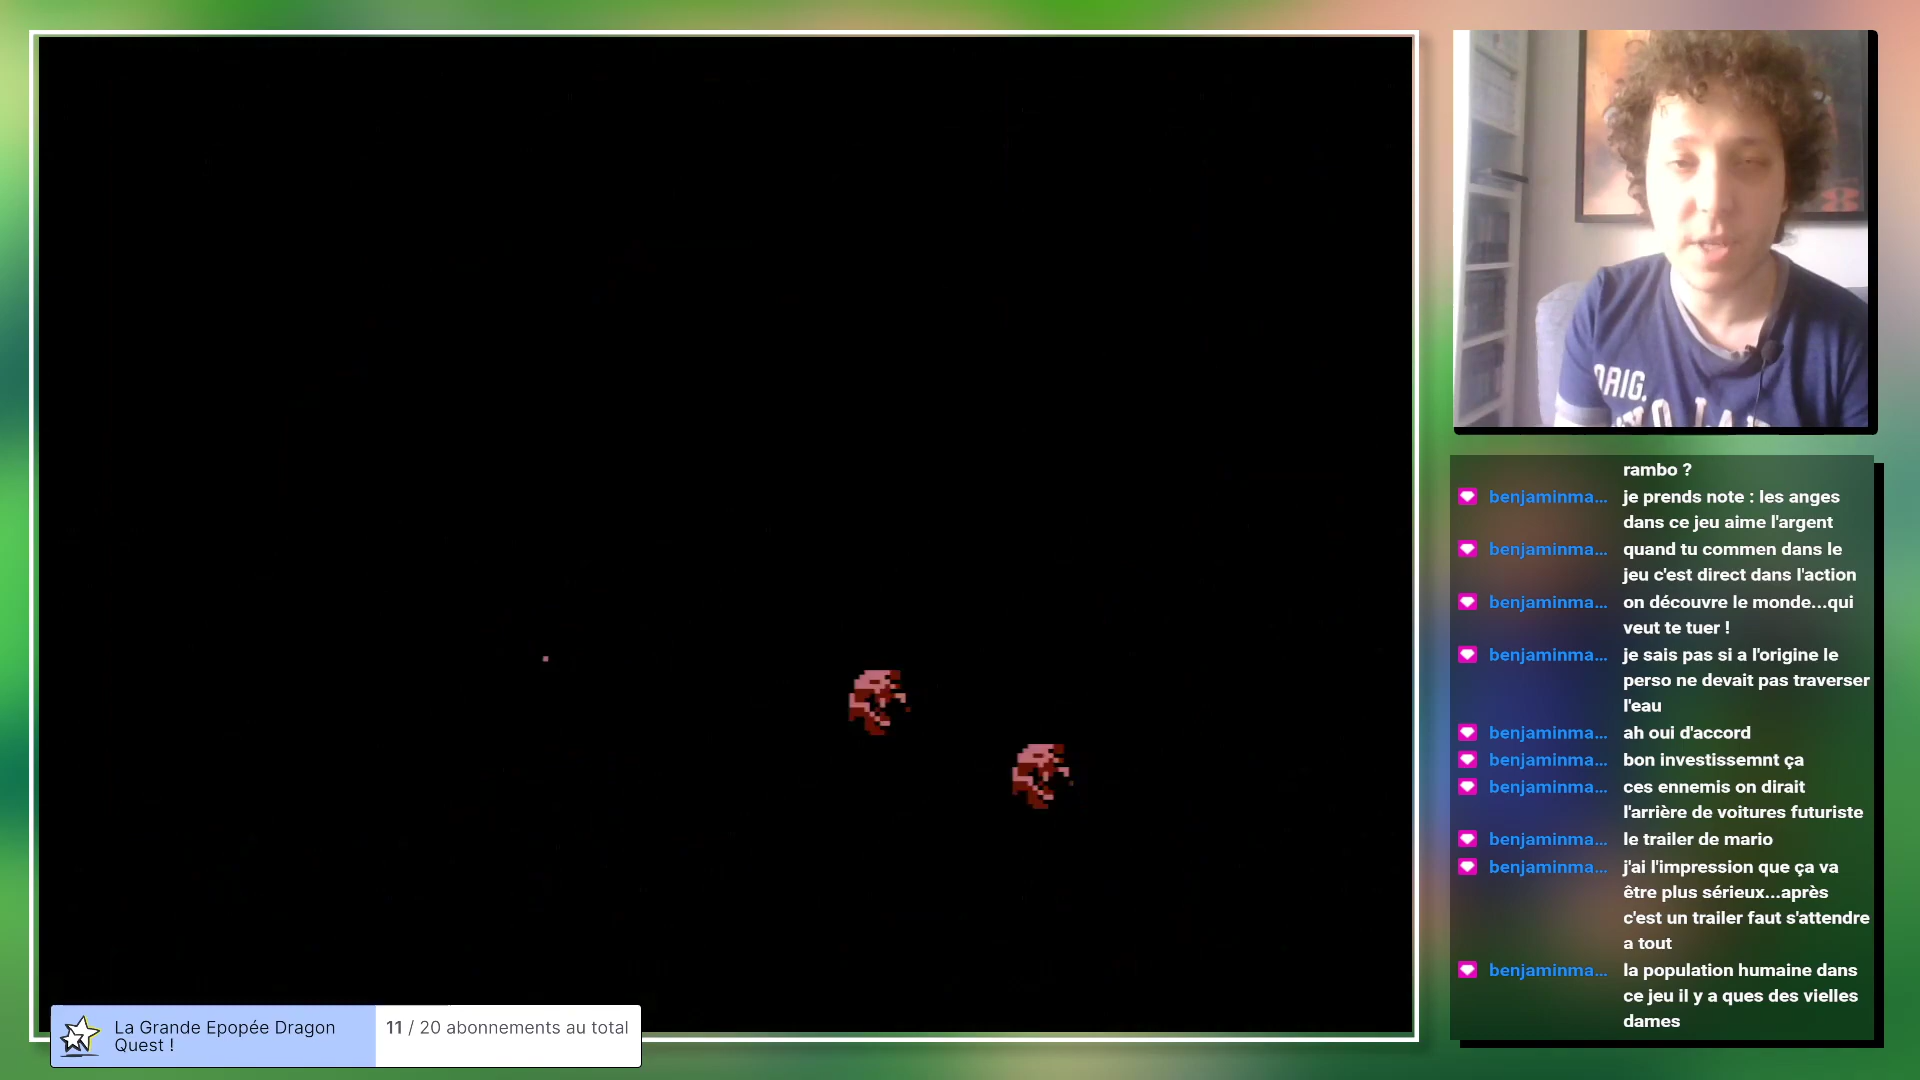 ORIG.
rambo ?
benjaminma... je prends note : les anges
dans ce jeu aime l'argent
benjaminma... quand tu commen dans le
jeu c'est direct dans l'action
benjaminma... on découvre le monde...qui
veut te tuer !
benjaminma... je sais pas si a l'origine le
perso ne devait pas traverser
l'eau
benjaminma... ah oui d'accord
benjaminma... bon investissemnt ça
benjaminma... ces ennemis on dirait
l'arrière de voitures futuriste
benjaminma... le trailer de mario
benjaminma... j'ai l'impression que ça va
être plus sérieux...après
c'est un trailer faut s'attendre
a tout
benjaminma... la population humaine dans
ce jeu il y a ques des vielles
dames
La Grande Epopée Dragon
Quest !
11 / 20 abonnements au total